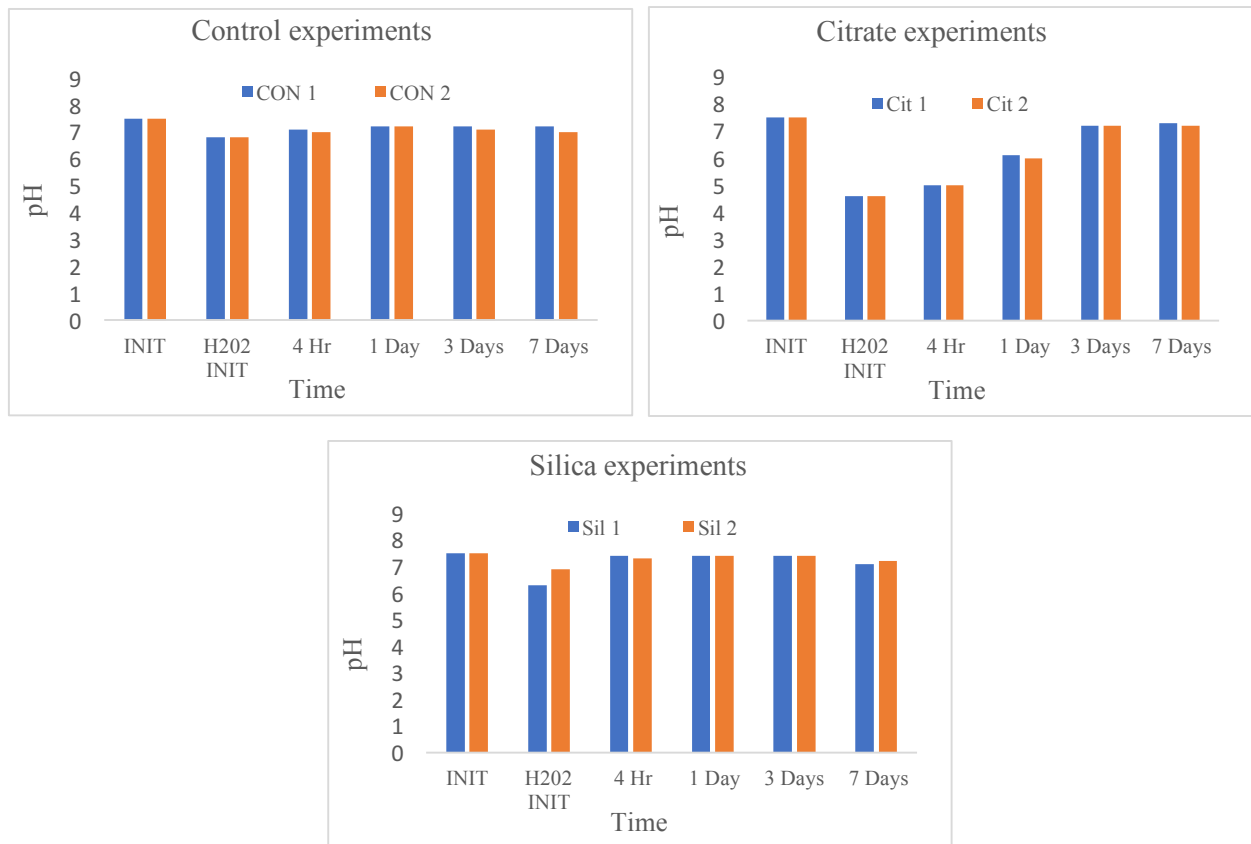 Control experiments
CON 1 CON 2
9
8
7
6
5
4
3
2
1
0
pH
INIT H202 4 Hr 1 Day 3 Days 7 Days
INIT
Time
Citrate experiments
Cit 1 Cit 2
9
8
7
6
5
4
3
2
1
0
pH
INIT H202 4 Hr 1 Day 3 Days 7 Days
INIT
Time
Silica experiments
Sil 1 Sil 2
9
8
7
6
5
4
3
2
1
0
pH
INIT H202 4 Hr 1 Day 3 Days 7 Days
INIT
Time